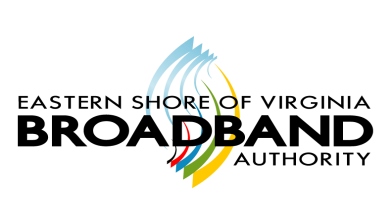 EASTERN SHORE OF VIRGINIA
BROADBAND
AUTHORITY